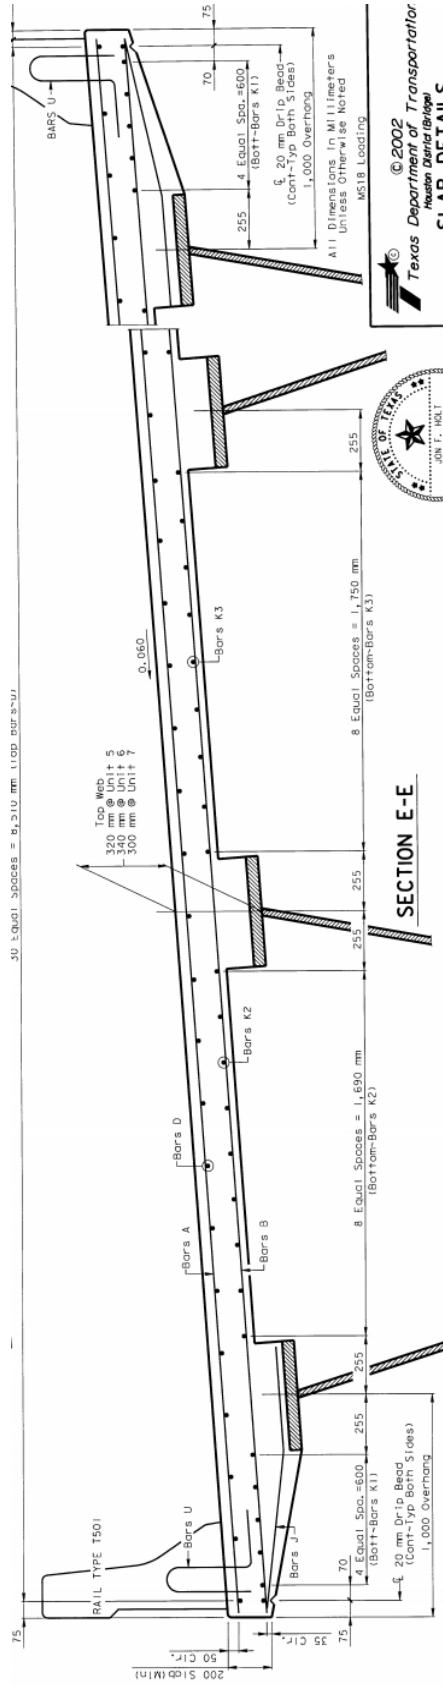 75
70
BARS U
4 Equal Spa.=600
(Bott-Bars K1)
255
℄ 20 mm Drip Bead
(Cont-Typ Both Sides)
1,000 Overhang
All Dimensions in Millimeters
Unless Otherwise Noted
MS18 Loading
©2002
Texas Department of Transportation
Houston District (Bridge)
SLAB DETAILS
STATE OF TEXAS
JON F. HOLT
255
8 Equal Spaces = 1,750 mm
(Bottom-Bars K3)
Bars K3
0.060
Top Web
320 mm @ Unit 5
340 mm @ Unit 6
300 mm @ Unit 7
255
255
SECTION E-E
8 Equal Spaces = 1,690 mm
(Bottom-Bars K2)
Bars K2
Bars D
Bars A
Bars B
255
255
4 Equal Spa.=600
(Bott-Bars K1)
℄ 20 mm Drip Bead
(Cont-Typ Both Sides)
1,000 Overhang
70
75
Bars J
Bars U
RAIL TYPE T501
75
50 Clr.
200 Slab(Min)
35 Clr.
30 Equal Spaces =